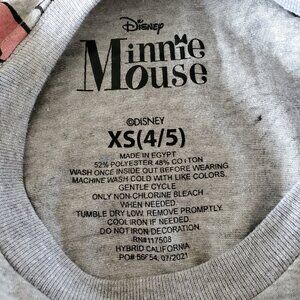 Disney
Minnie
Mouse
©DISNEY
XS(4/5)
MADE IN EGYPT
52% POLYESTER 48% COTTON
WASH ONCE INSIDE OUT BEFORE WEARING
MACHINE WASH COLD WITH LIKE COLORS.
GENTLE CYCLE
ONLY NON-CHLORINE BLEACH
WHEN NEEDED.
TUMBLE DRY LOW. REMOVE PROMPTLY.
COOL IRON IF NEEDED.
DO NOT IRON DECORATION.
RN#117508
HYBRID CALIFORNIA
07/2021